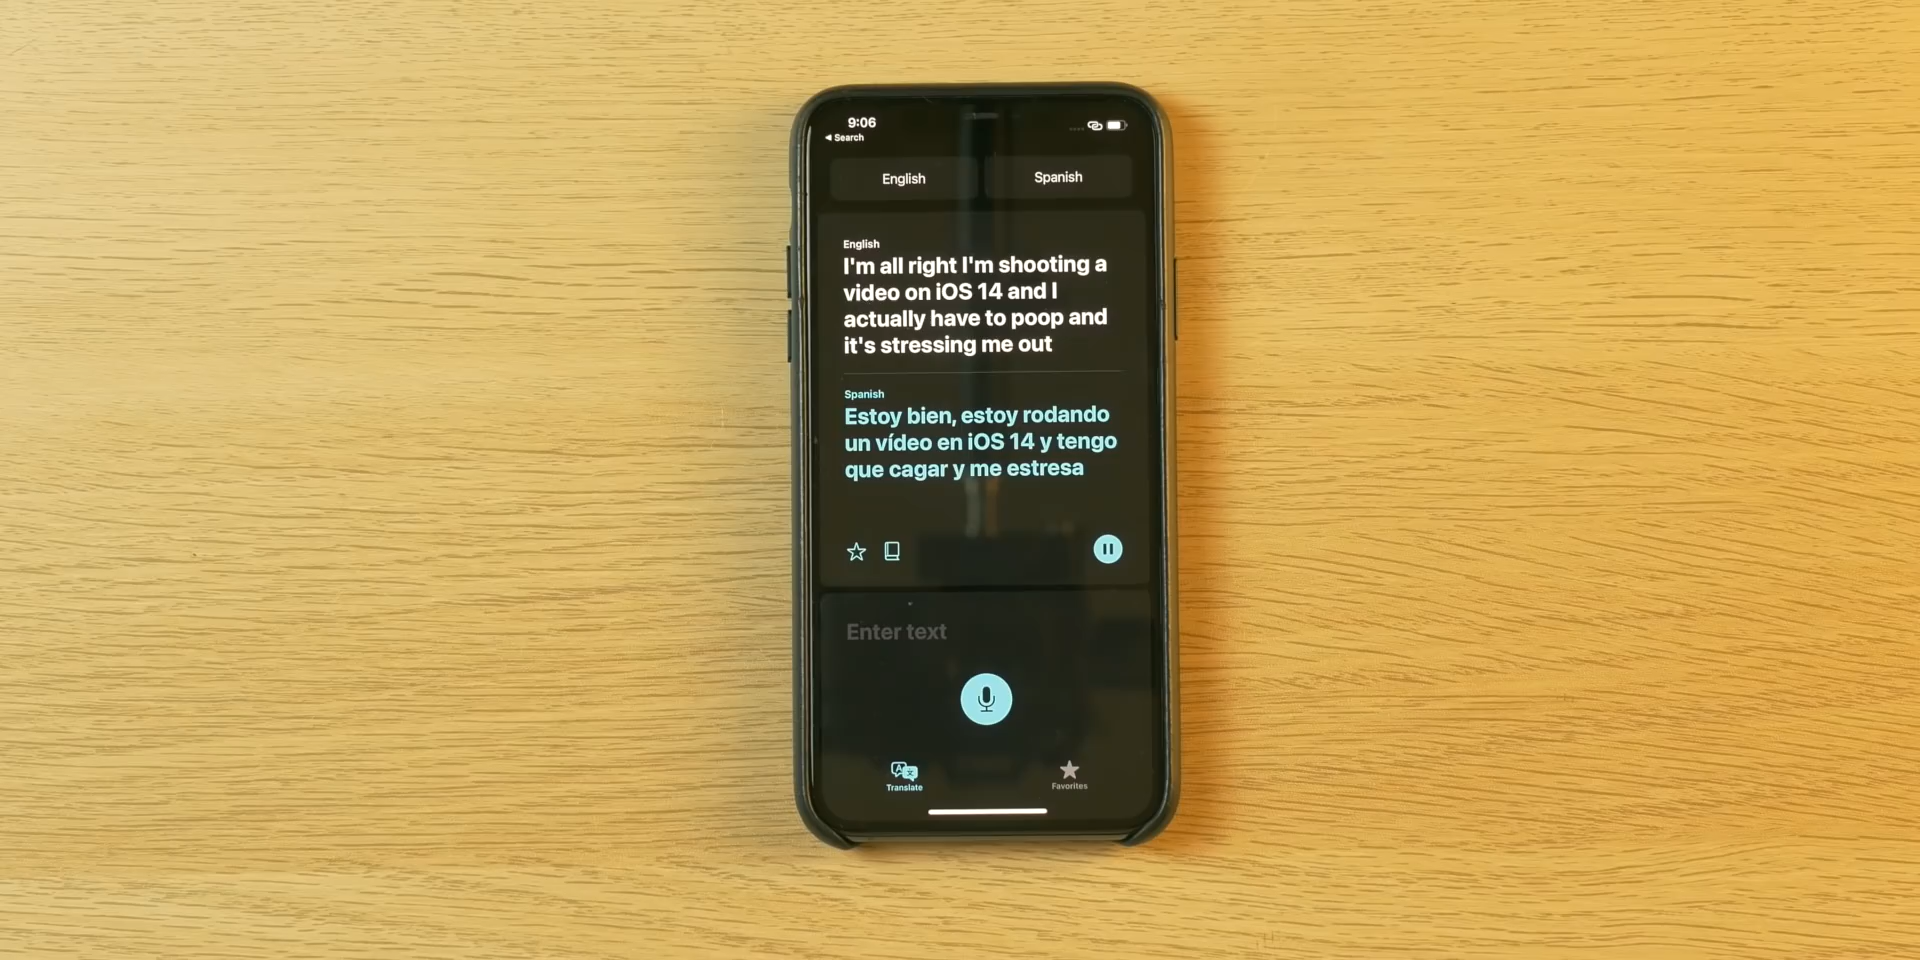 9:06
◀ Search
English
Spanish
English
I'm all right I'm shooting a
video on iOS 14 and I
actually have to poop and
it's stressing me out
Spanish
Estoy bien, estoy rodando
un vídeo en iOS 14 y tengo
que cagar y me estresa
Enter text
Translate
Favorites